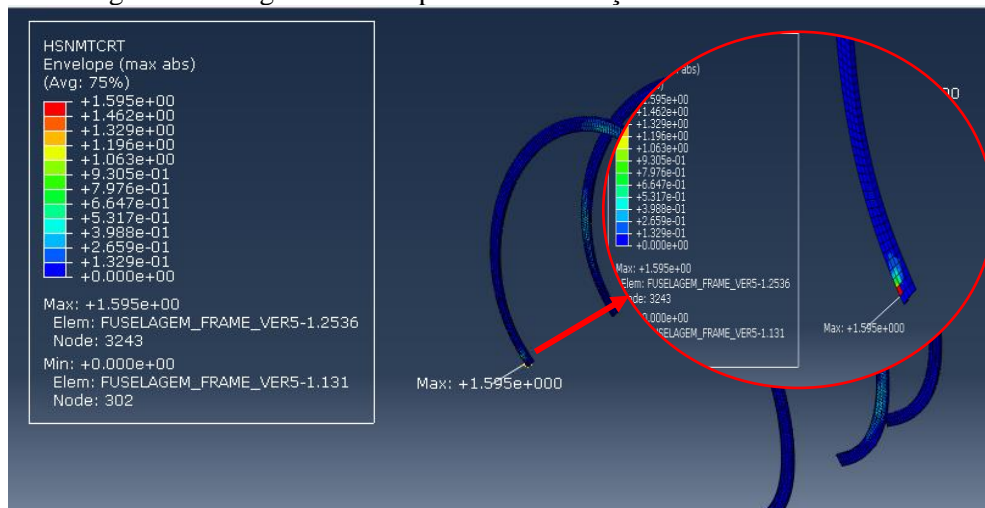 HSNMTCRT
Envelope (max abs)
(Avg: 75%)
+1.595e+00
+1.462e+00
+1.329e+00
+1.196e+00
+1.063e+00
+9.305e-01
+7.976e-01
+6.647e-01
+5.317e-01
+3.988e-01
+2.659e-01
+1.329e-01
+0.000e+00
Max: +1.595e+00
Elem: FUSELAGEM_FRAME_VER5-1.2536
Node: 3243
Min: +0.000e+00
Elem: FUSELAGEM_FRAME_VER5-1.131
Node: 302
Max: +1.595e+000
abs)
+1.462e+00
+1.329e+00
+1.196e+00
+1.063e+00
+9.305e-01
+7.976e-01
+6.647e-01
+5.317e-01
+3.988e-01
+2.659e-01
+1.329e-01
+0.000e+00
Max: +1.595e+00
Elem: FUSELAGEM_FRAME_VER5-1.2536
3243
Max: +1.595e+000